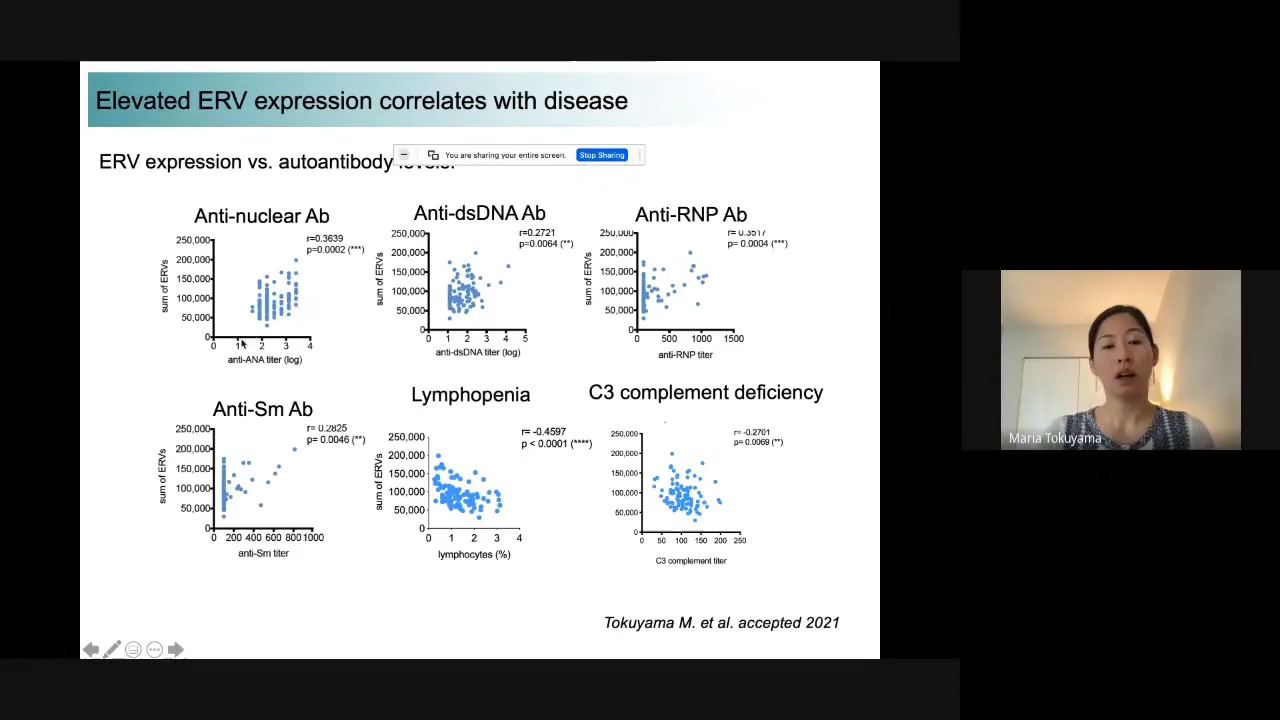 Elevated ERV expression correlates with disease
You are sharing your entire screen.
Stop Sharing
ERV expression vs. autoantibody levels:
Anti-nuclear Ab
r=0.3639
p=0.0002 (***)
250,000
200,000
150,000
100,000
50,000
0
sum of ERVs
0 1 2 3 4
anti-ANA titer (log)
Anti-dsDNA Ab
r=0.2721
p=0.0064 (**)
250,000
200,000
150,000
100,000
50,000
0
sum of ERVs
0 1 2 3 4 5
anti-dsDNA titer (log)
Anti-RNP Ab
r= 0.3517
p= 0.0004 (***)
250,000
200,000
150,000
100,000
50,000
0
sum of ERVs
0 500 1000 1500
anti-RNP titer
Anti-Sm Ab
r= 0.2825
p= 0.0046 (**)
250,000
200,000
150,000
100,000
50,000
0
sum of ERVs
0 200 400 600 800 1000
anti-Sm titer
Lymphopenia
r= -0.4597
p < 0.0001 (****)
250,000
200,000
150,000
100,000
50,000
0
sum of ERVs
0 1 2 3 4
lymphocytes (%)
C3 complement deficiency
r= -0.2701
p= 0.0069 (**)
250,000
200,000
150,000
100,000
50,000
0
0 50 100 150 200 250
C3 complement titer
Tokuyama M. et al. accepted 2021
Maria Tokuyama